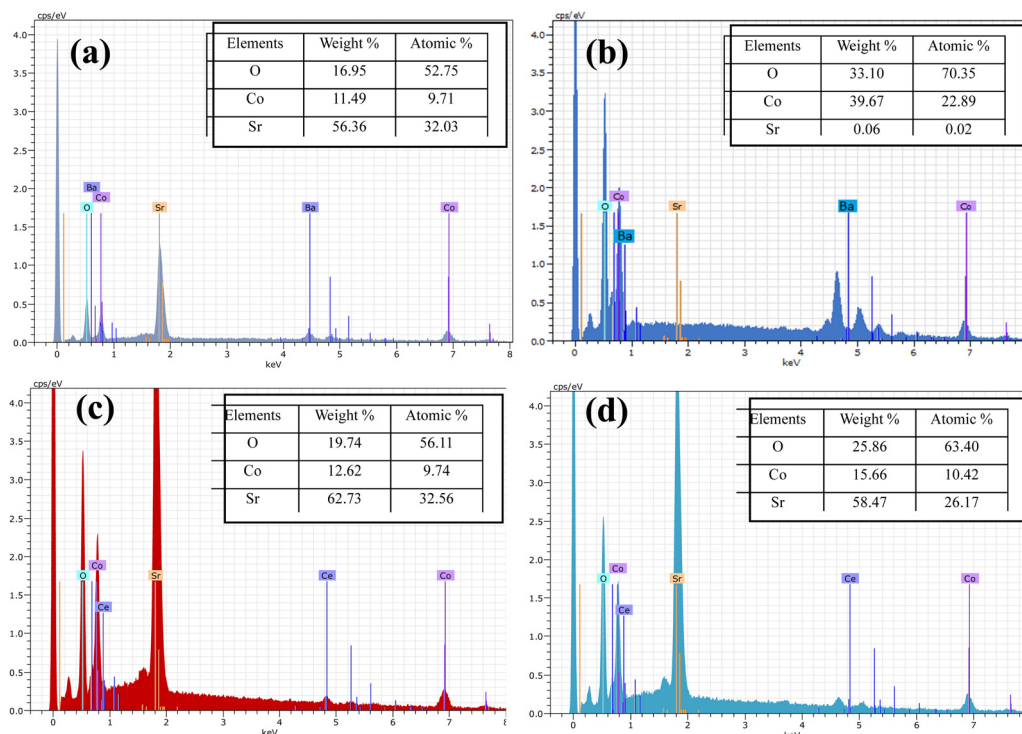 cps/eV
(a)
Elements Weight % Atomic %
O 16.95 52.75
Co 11.49 9.71
Sr 56.36 32.03
4.0
3.5
3.0
2.5
2.0
1.5
1.0
0.5
0.0
Ba
O Co Sr Ba Co
0 1 2 3 4 5 6 7 8
keV
cps/eV
(b)
Elements Weight % Atomic %
O 33.10 70.35
Co 39.67 22.89
Sr 0.06 0.02
4.0
3.5
3.0
2.5
2.0
1.5
1.0
0.5
0.0
O Co Sr Ba Co
Ba
0 1 2 3 4 5 6 7
keV
cps/eV
(c)
Elements Weight % Atomic %
O 19.74 56.11
Co 12.62 9.74
Sr 62.73 32.56
4.0
3.5
3.0
2.5
2.0
1.5
1.0
0.5
0.0
Co
O Sr Ce Co
Ce
0 1 2 3 4 5 6 7 8
keV
cps/eV
(d)
Elements Weight % Atomic %
O 25.86 63.40
Co 15.66 10.42
Sr 58.47 26.17
4.0
3.5
3.0
2.5
2.0
1.5
1.0
0.5
0.0
Co
O Sr Ce Co
Ce
0 1 2 3 4 5 6 7
keV